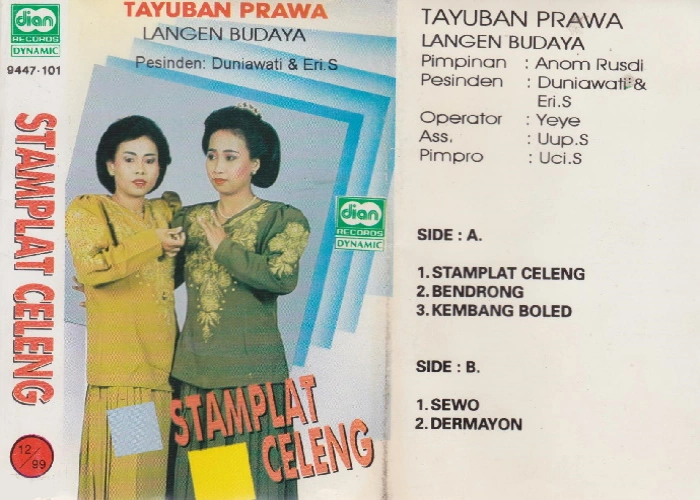 dian
RECORDS
DYNAMIC
9447-101
STAMPLAT CELENG
12/99
TAYUBAN PRAWA
LANGEN BUDAYA
Pesinden: Duniawati & Eri.S
dian
RECORDS
DYNAMIC
STAMPLAT
CELENG
TAYUBAN PRAWA
LANGEN BUDAYA
Pimpinan : Anom Rusdi
Pesinden : Duniawati &
Eri.S
Operator : Yeye
Ass. : Uup.S
Pimpro : Uci.S
SIDE : A.
1. STAMPLAT CELENG
2. BENDRONG
3. KEMBANG BOLED
SIDE : B.
1. SEWO
2. DERMAYON